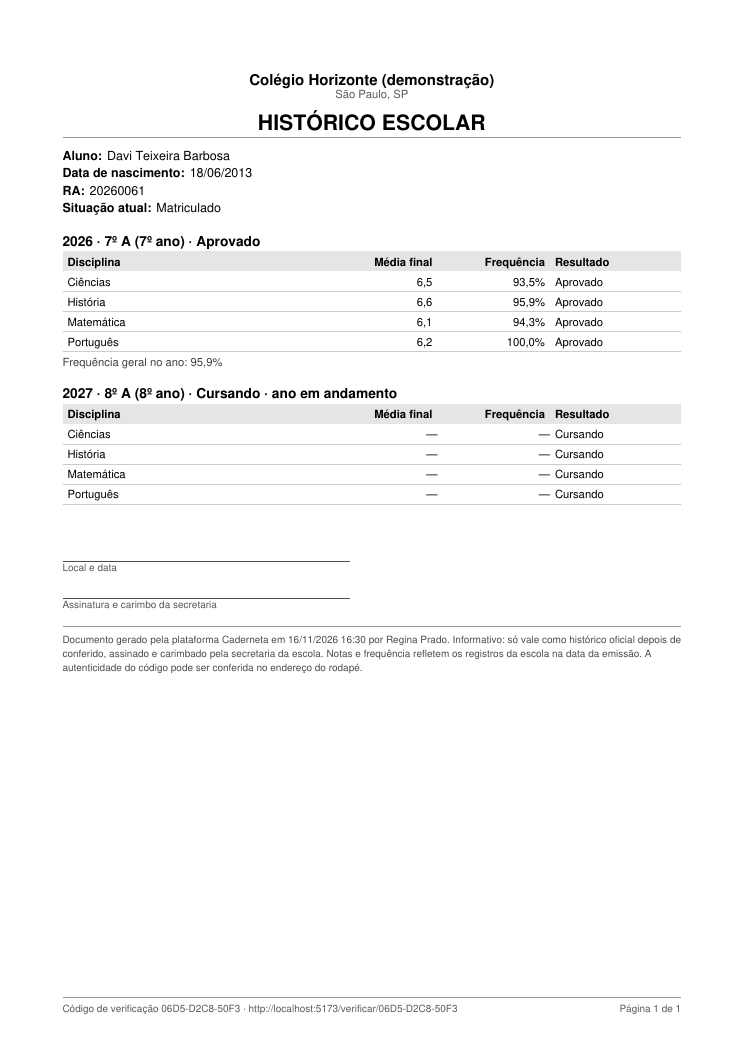 Colégio Horizonte (demonstração)
São Paulo, SP
HISTÓRICO ESCOLAR
Aluno: Davi Teixeira Barbosa
Data de nascimento: 18/06/2013
RA: 20260061
Situação atual: Matriculado
2026 · 7º A (7º ano) · Aprovado
Disciplina Média final Frequência Resultado
Ciências 6,5 93,5% Aprovado
História 6,6 95,9% Aprovado
Matemática 6,1 94,3% Aprovado
Português 6,2 100,0% Aprovado
Frequência geral no ano: 95,9%
2027 · 8º A (8º ano) · Cursando · ano em andamento
Disciplina Média final Frequência Resultado
Ciências — — Cursando
História — — Cursando
Matemática — — Cursando
Português — — Cursando
Local e data
Assinatura e carimbo da secretaria
Documento gerado pela plataforma Caderneta em 16/11/2026 16:30 por Regina Prado. Informativo: só vale como histórico oficial depois de
conferido, assinado e carimbado pela secretaria da escola. Notas e frequência refletem os registros da escola na data da emissão. A
autenticidade do código pode ser conferida no endereço do rodapé.
Código de verificação 06D5-D2C8-50F3 · http://localhost:5173/verificar/06D5-D2C8-50F3 Página 1 de 1